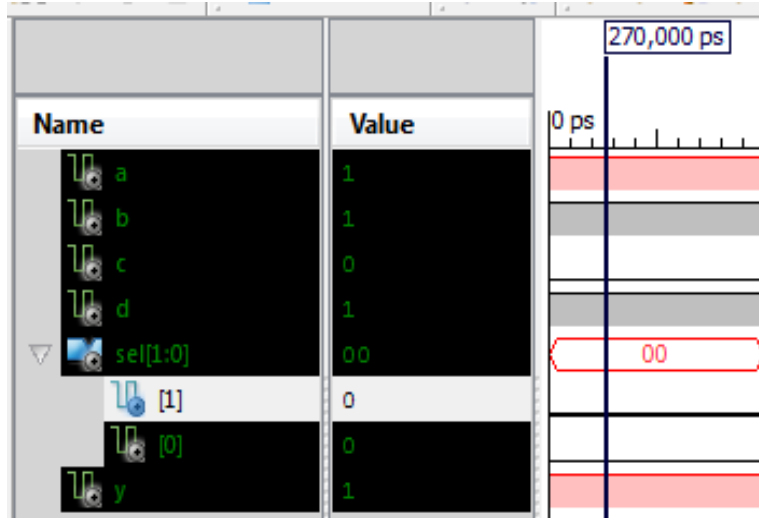 270,000 ps
Name Value 0 ps
a 1
b 1
c 0
d 1
sel[1:0] 00 00
[1] 0
[0] 0
y 1